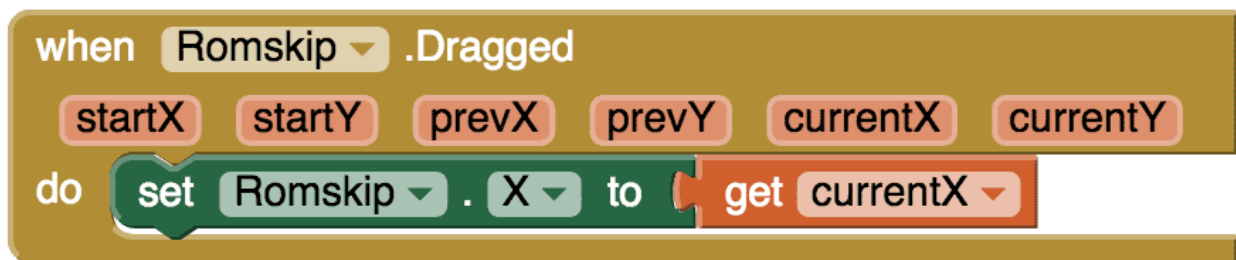 when Romskip .Dragged
startX startY prevX prevY currentX currentY
do set Romskip . X to get currentX